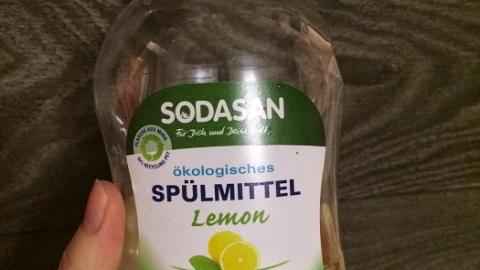 SODASAN
Für Dich und Deine Welt.
ökologisches
SPÜLMITTEL
Lemon